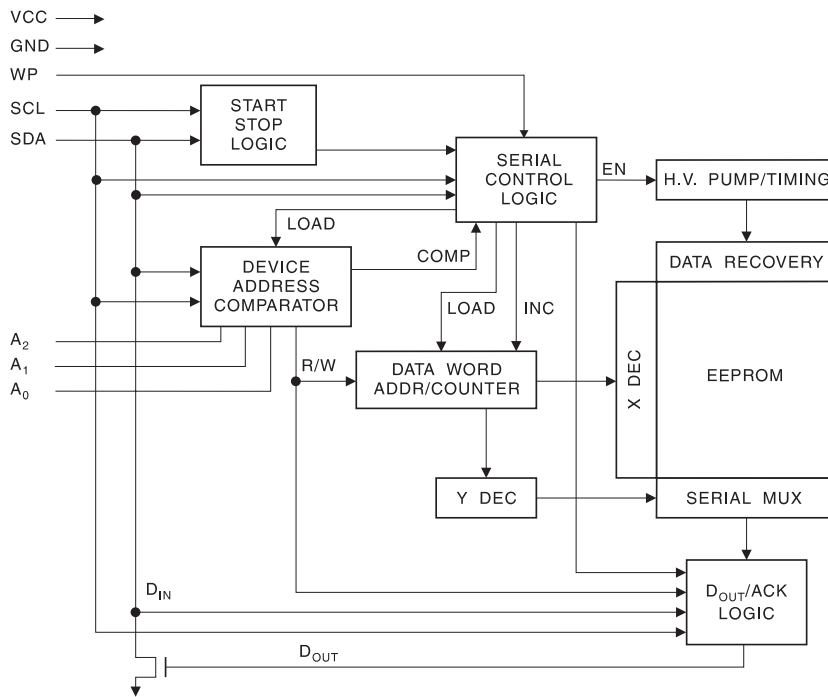 VCC
GND
WP
SCL
SDA
START
STOP
LOGIC
SERIAL
CONTROL
LOGIC
EN
H.V. PUMP/TIMING
LOAD
COMP
DEVICE
ADDRESS
COMPARATOR
DATA RECOVERY
LOAD
INC
A2
A1
A0
R/W
DATA WORD
ADDR/COUNTER
X DEC
EEPROM
Y DEC
SERIAL MUX
DIN
DOUT/ACK
LOGIC
DOUT